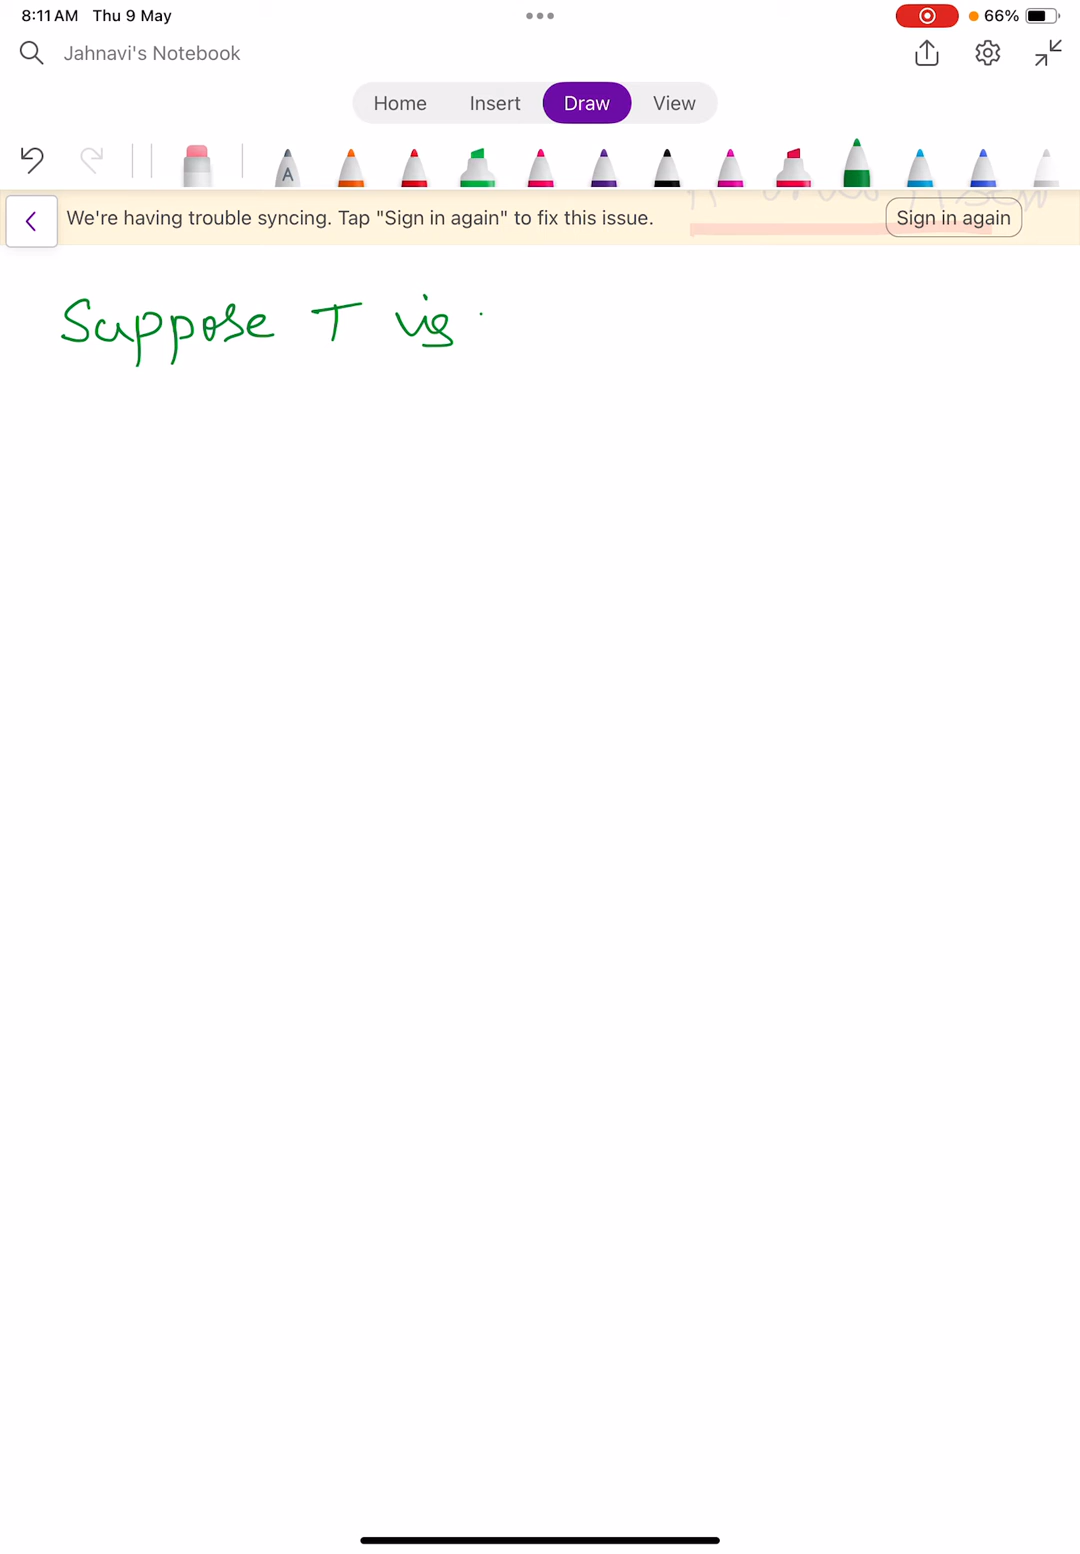 8:11 AM Thu 9 May
66%
Jahnavi's Notebook
Home Insert Draw View
A
We're having trouble syncing. Tap "Sign in again" to fix this issue.
Sign in again
Suppose T is